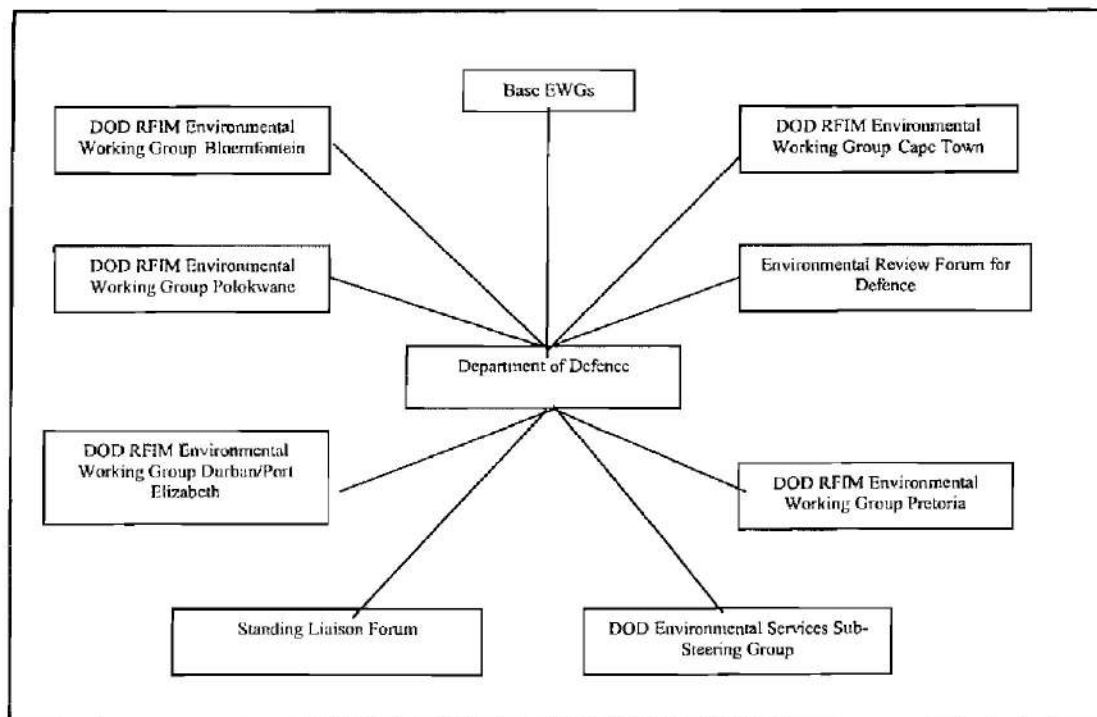 Base EWGs
DOD RFIM Environmental
Working Group Bloemfontein
DOD RFIM Environmental
Working Group Cape Town
DOD RFIM Environmental
Working Group Polokwane
Environmental Review Forum for
Defence
Department of Defence
DOD RFIM Environmental
Working Group Durban/Port
Elizabeth
DOD RFIM Environmental
Working Group Pretoria
Standing Liaison Forum
DOD Environmental Services Sub-
Steering Group